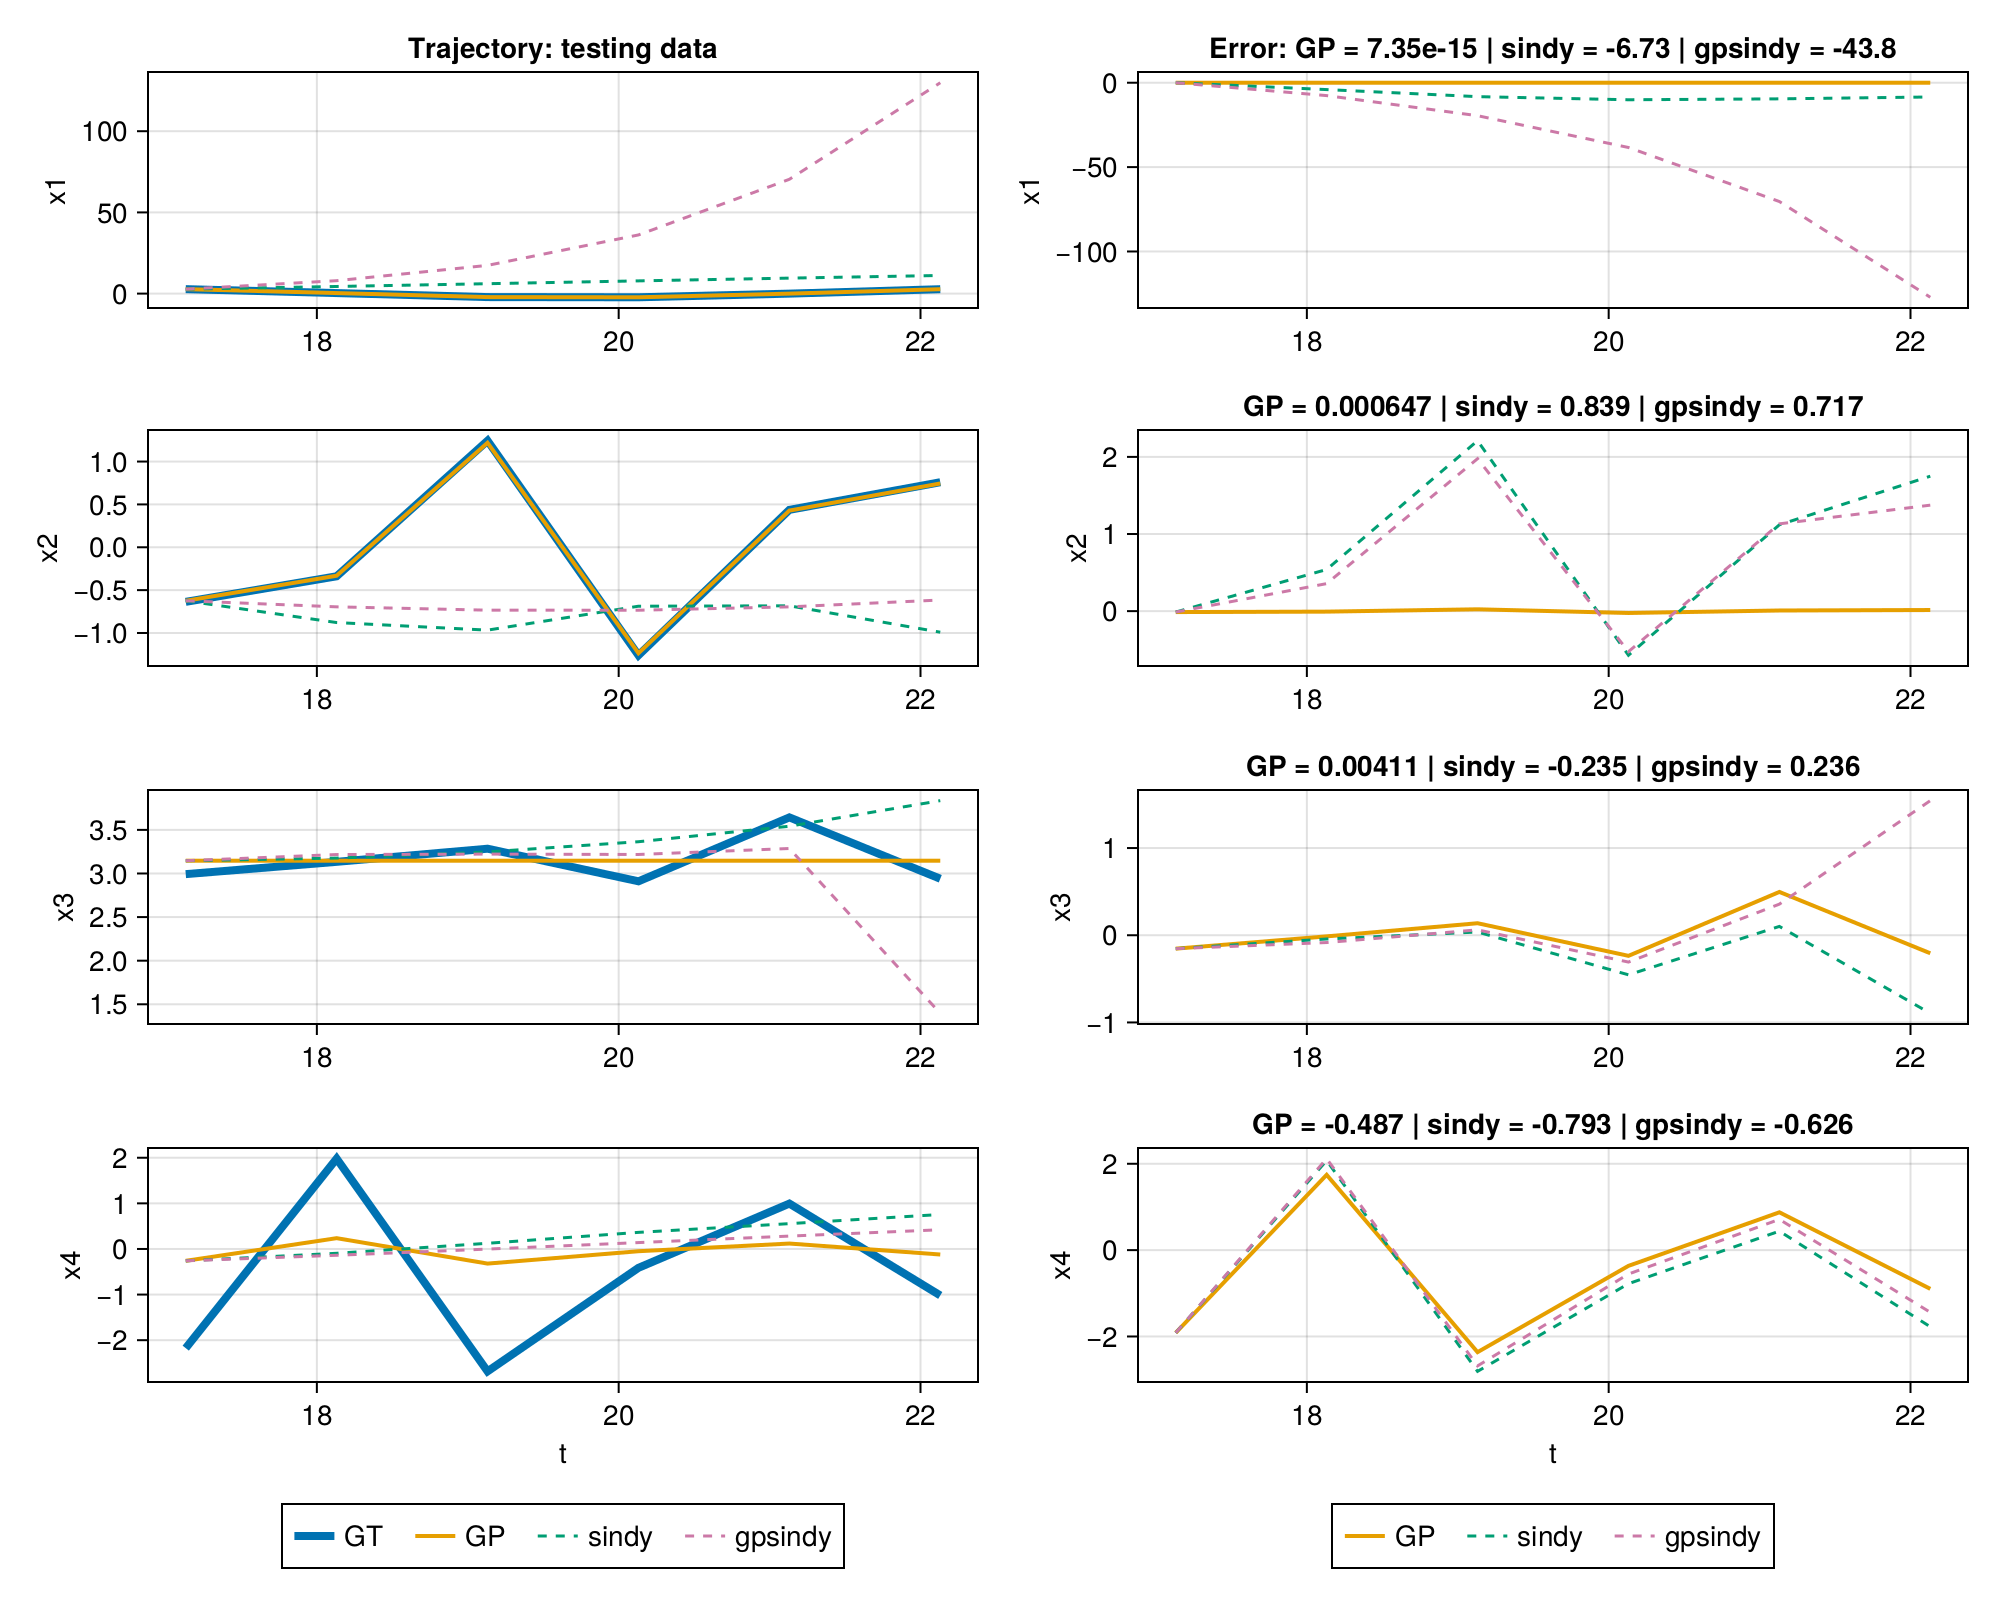 Trajectory: testing data
x1
100
50
0
18 20 22
Error: GP = 7.35e-15 | sindy = -6.73 | gpsindy = -43.8
x1
0
−50
−100
18 20 22
x2
1.0
0.5
0.0
−0.5
−1.0
18 20 22
GP = 0.000647 | sindy = 0.839 | gpsindy = 0.717
x2
2
1
0
18 20 22
x3
3.5
3.0
2.5
2.0
1.5
18 20 22
GP = 0.00411 | sindy = -0.235 | gpsindy = 0.236
x3
1
0
−1
18 20 22
x4
2
1
0
−1
−2
18 20 22
t
GP = -0.487 | sindy = -0.793 | gpsindy = -0.626
x4
2
0
−2
18 20 22
t
GT GP sindy gpsindy
GP sindy gpsindy